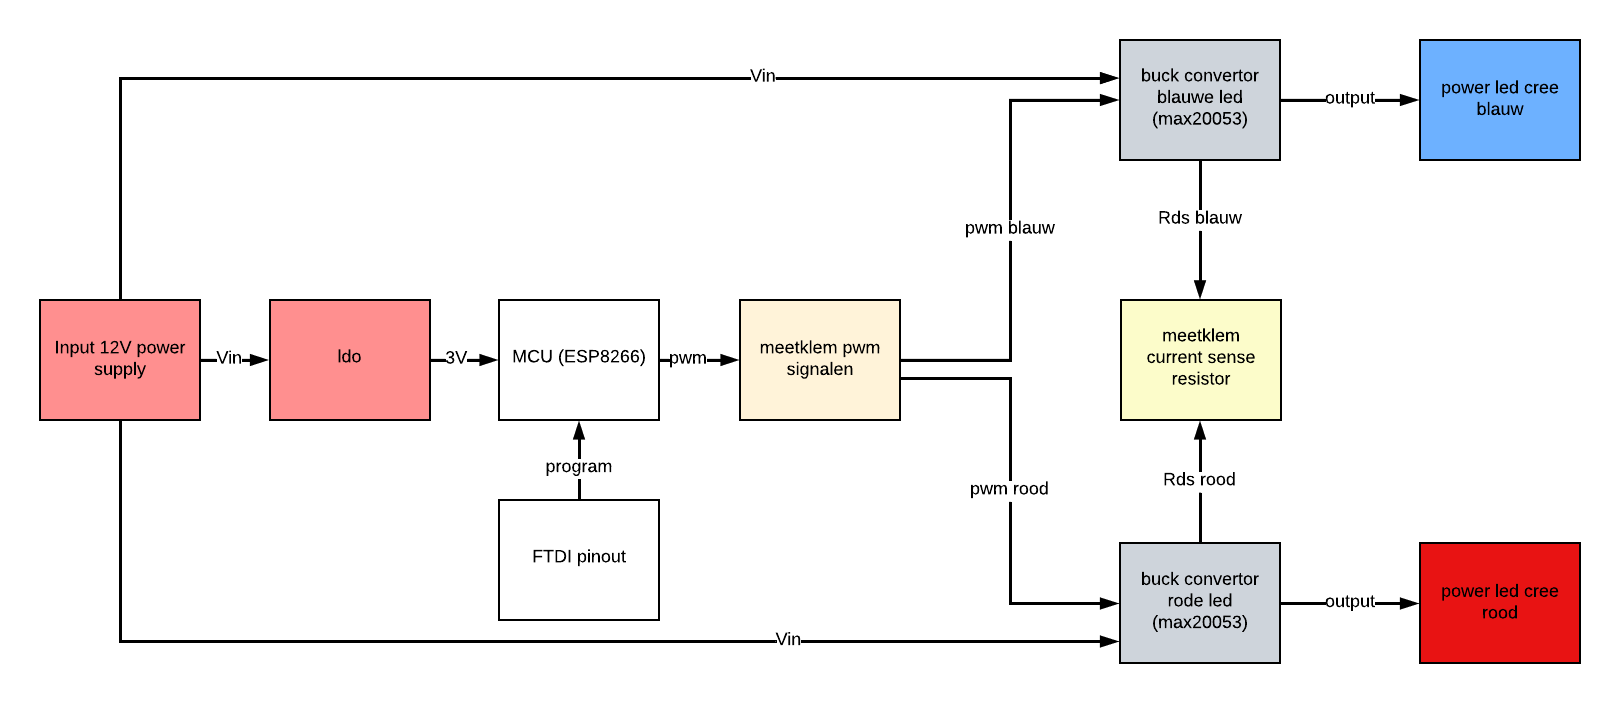 Vin
buck convertor
blauwe led
(max20053)
output
power led cree
blauw
pwm blauw
Rds blauw
Input 12V power
supply
Vin
ldo
3V
MCU (ESP8266)
pwm
meetklem pwm
signalen
meetklem
current sense
resistor
program
pwm rood
Rds rood
FTDI pinout
Vin
buck convertor
rode led
(max20053)
output
power led cree
rood